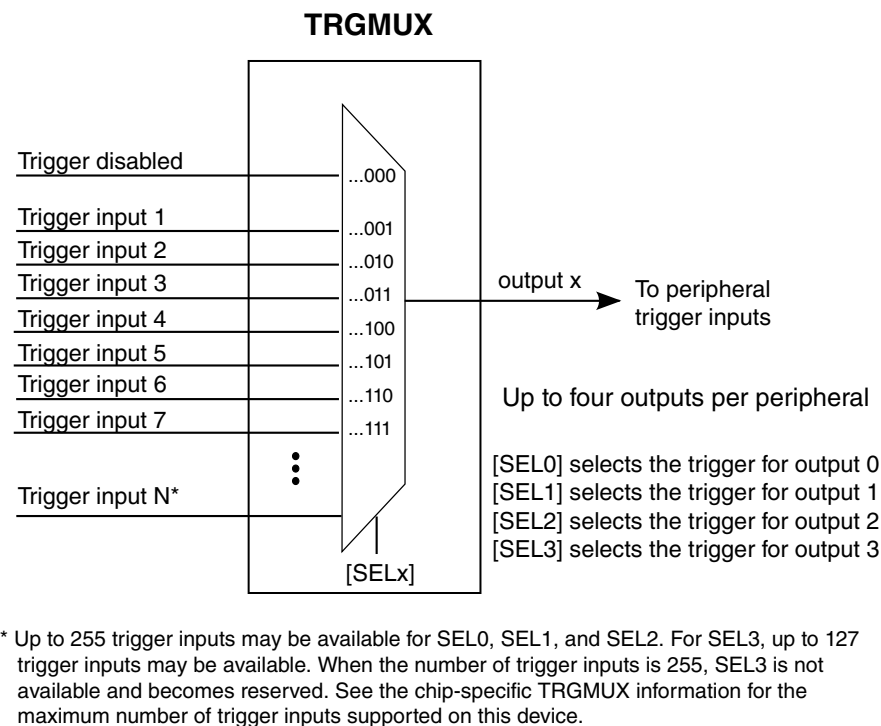 TRGMUX
Trigger disabled
...000
Trigger input 1
...001
Trigger input 2
...010
Trigger input 3
...011
Trigger input 4
...100
Trigger input 5
...101
Trigger input 6
...110
Trigger input 7
...111
Trigger input N*
[SELx]
output x
To peripheral
trigger inputs
Up to four outputs per peripheral
[SEL0] selects the trigger for output 0
[SEL1] selects the trigger for output 1
[SEL2] selects the trigger for output 2
[SEL3] selects the trigger for output 3
* Up to 255 trigger inputs may be available for SEL0, SEL1, and SEL2. For SEL3, up to 127
trigger inputs may be available. When the number of trigger inputs is 255, SEL3 is not
available and becomes reserved. See the chip-specific TRGMUX information for the
maximum number of trigger inputs supported on this device.